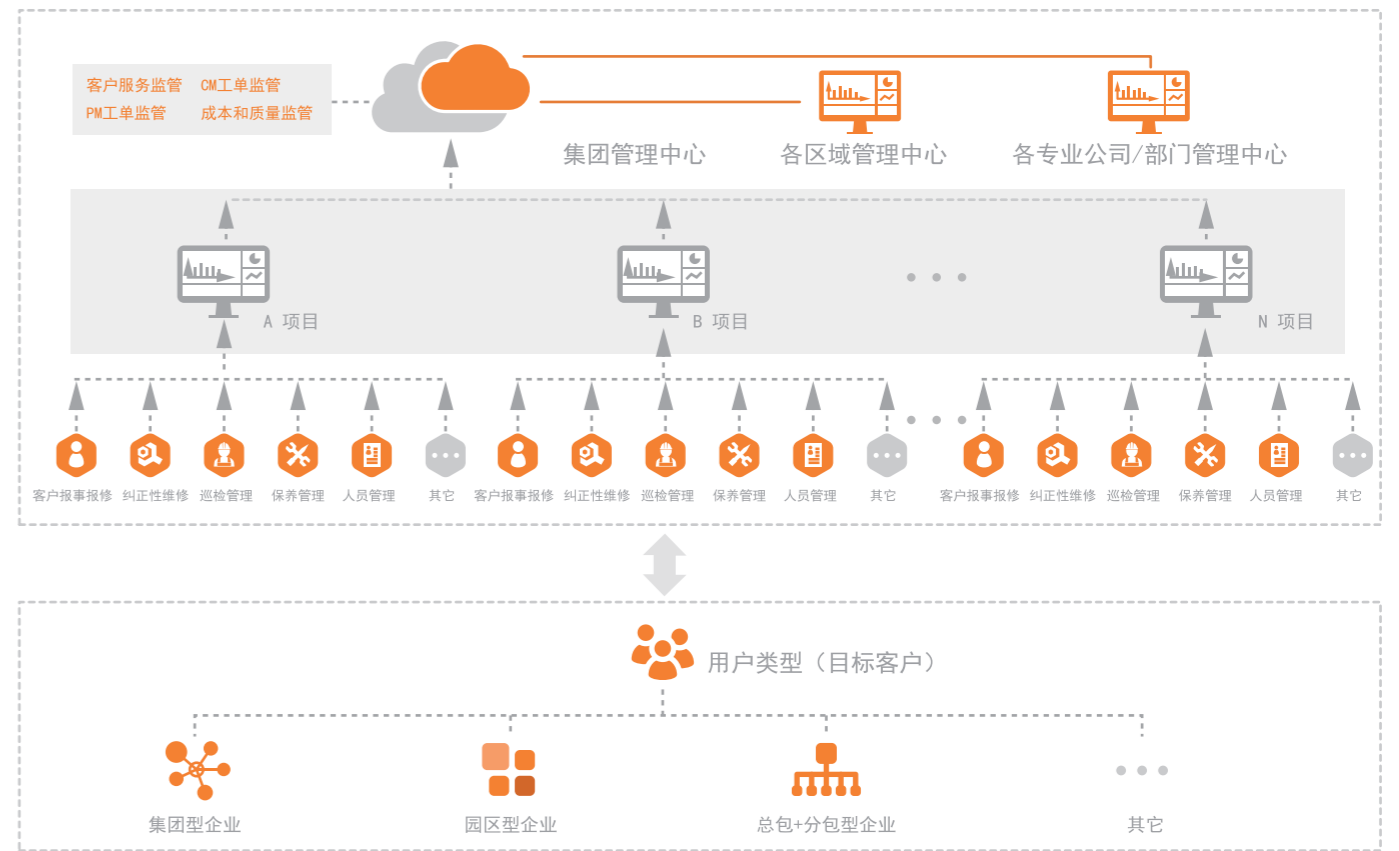 客户服务监管 CM工单监管
PM工单监管 成本和质量监管
集团管理中心 各区域管理中心 各专业公司/部门管理中心
A 项目 B 项目 N 项目
客户报事报修 纠正性维修 巡检管理 保养管理 人员管理 其它 客户报事报修 纠正性维修 巡检管理 保养管理 人员管理 其它 客户报事报修 纠正性维修 巡检管理 保养管理 人员管理 其它
用户类型（目标客户）
集团型企业 园区型企业 总包+分包型企业 其它